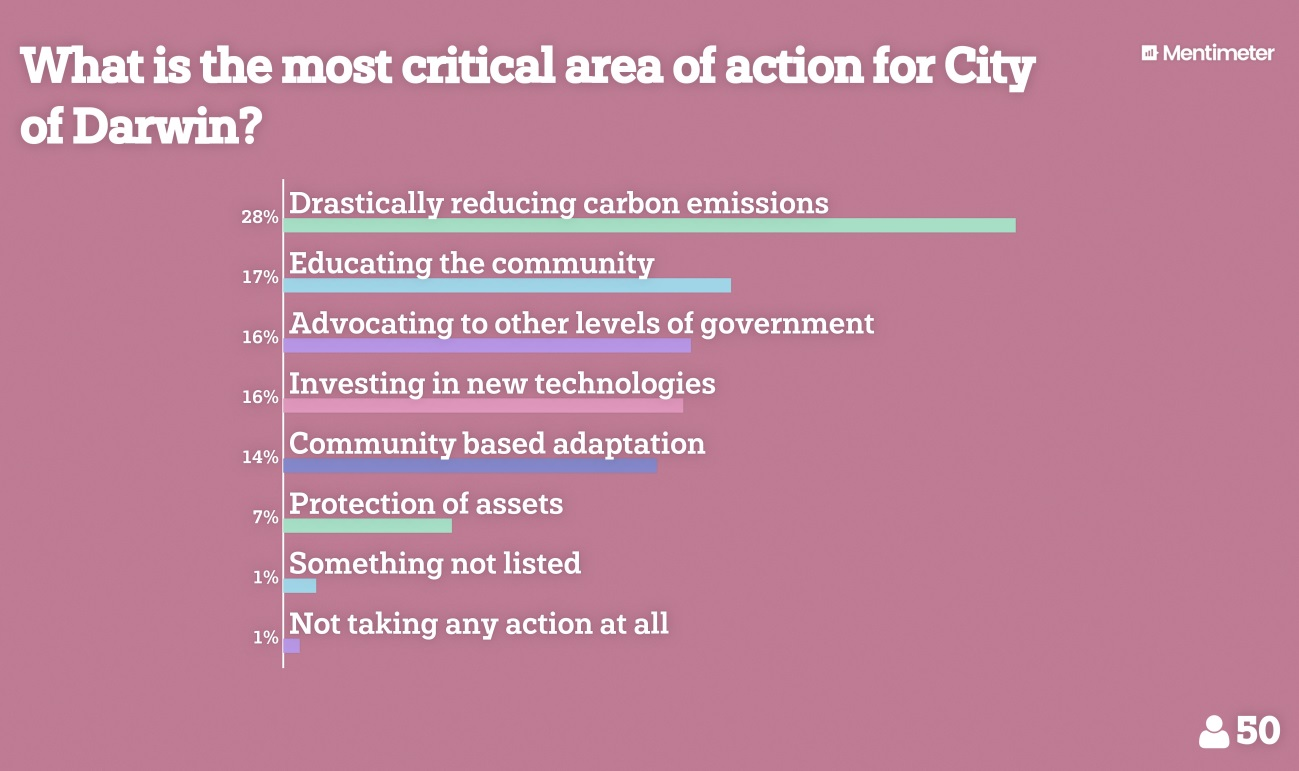 What is the most critical area of action for City
of Darwin?
Mentimeter
28%
Drastically reducing carbon emissions
17%
Educating the community
16%
Advocating to other levels of government
16%
Investing in new technologies
14%
Community based adaptation
7%
Protection of assets
1%
Something not listed
1%
Not taking any action at all
50